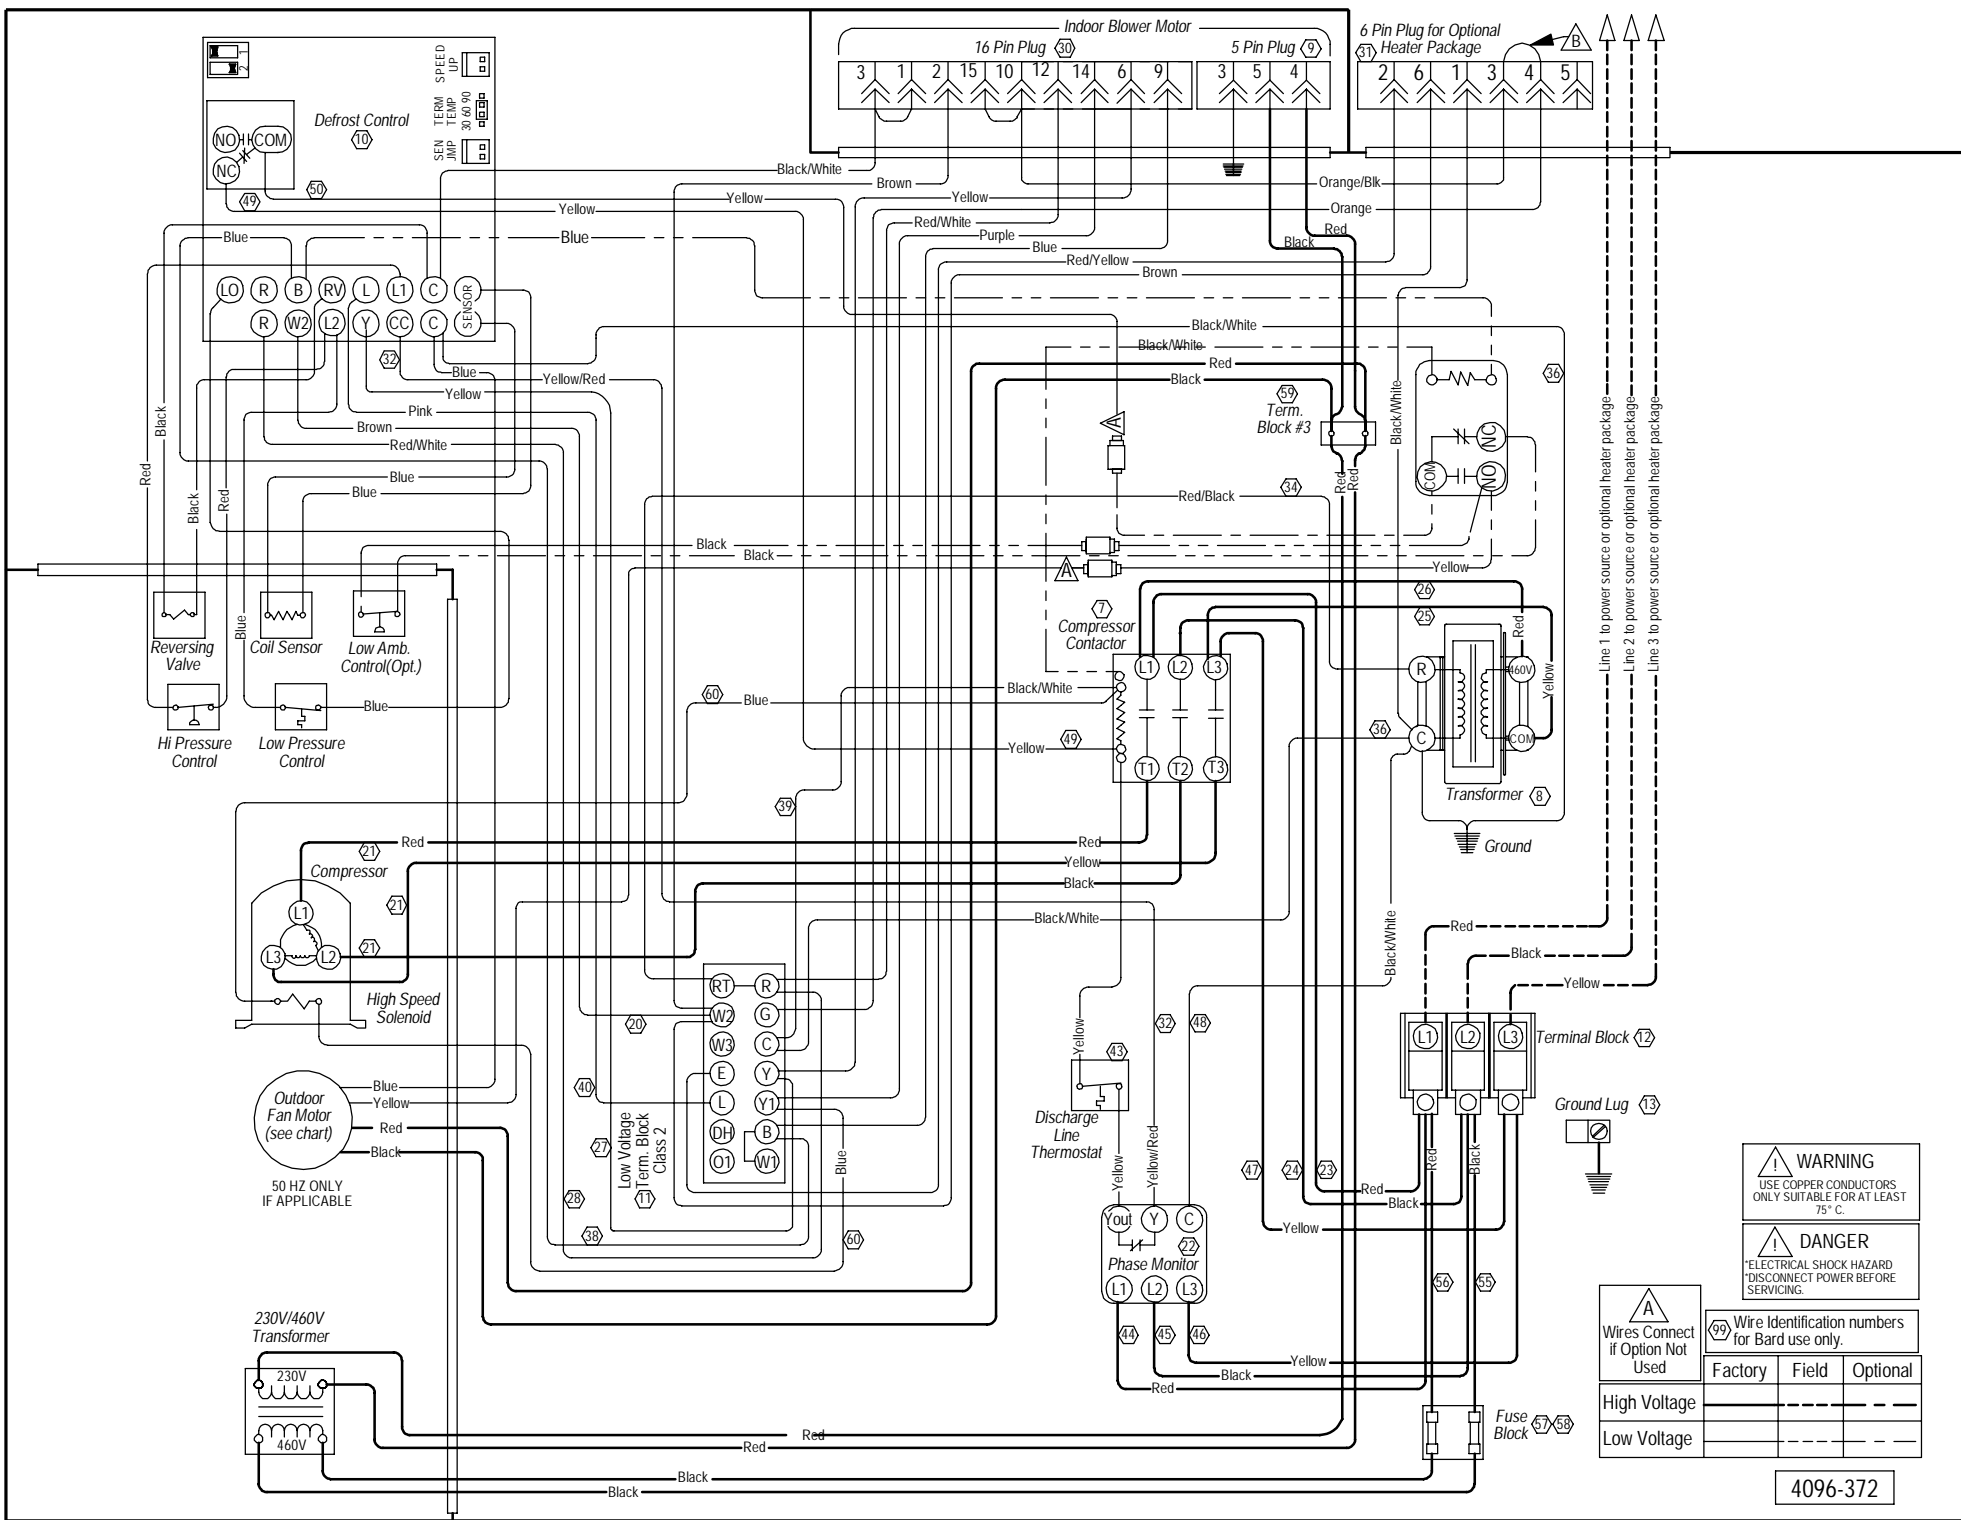 Indoor Blower Motor
16 Pin Plug 30
5 Pin Plug 9
6 Pin Plug for Optional
Heater Package
31
B
3 1 2 15 10 12 14 6 9
3 5 4
2 6 1 3 4 5
1
2
SPEED
UP
TERM
TEMP
30 60 90
SEN
JMP
Defrost Control
10
NO
COM
NC
50
49
Black/White
Brown
Yellow
Yellow
Yellow
Orange/Blk
Orange
Red/White
Purple
Blue
Red/Yellow
Brown
Red
Black
Blue
Blue
LO R B RV L L1 C
SENSOR
R W2 L2 Y CC C
32
Blue
Yellow/Red
Yellow
Pink
Brown
Red/White
Blue
Blue
Black
Red
Black
Red
Black/White
Black/White
Red
Black
59
Term.
Block #3
Black/White
36
A
NC
COM
NO
Red
Red
Red/Black
34
Black
Black
A
Yellow
Line 1 to power source or optional heater package
Line 2 to power source or optional heater package
Line 3 to power source or optional heater package
Reversing
Valve
Blue
Coil Sensor
Low Amb.
Control(Opt.)
Hi Pressure
Control
Low Pressure
Control
Blue
7
Compressor
Contactor
L1 L2 L3
T1 T2 T3
26
25
Red
Yellow
R
460V
C
COM
36
Transformer 8
Ground
60
Blue
Black/White
Yellow
49
39
Red
21
Compressor
Red
Yellow
Black
21
21
L1
L3
L2
High Speed
Solenoid
Black/White
Black/White
RT R
W2 G
W3 C
E Y
L Y1
DH B
O1 W1
20
40
27
Low Voltage
Term. Block
Class 2
11
28
38
60
Blue
Outdoor
Fan Motor
(see chart)
Blue
Yellow
Red
Black
50 HZ ONLY
IF APPLICABLE
Yellow
32
48
43
Discharge
Line
Thermostat
Yellow
Yellow/Red
Yout Y C
22
Phase Monitor
L1 L2 L3
44
45
46
47
24
23
Red
Black
Yellow
Red
Black
Yellow
L1 L2 L3
Terminal Block 12
Ground Lug 13
Red
Black
Red
Black
Yellow
56
55
Yellow
Black
Red
Fuse
Block
57 58
230V/460V
Transformer
230V
460V
Red
Red
Black
Black
! WARNING
USE COPPER CONDUCTORS
ONLY SUITABLE FOR AT LEAST
75° C.
! DANGER
*ELECTRICAL SHOCK HAZARD
*DISCONNECT POWER BEFORE
SERVICING.
A
Wires Connect
if Option Not
Used
99 Wire Identification numbers
for Bard use only.
Factory Field Optional
High Voltage
Low Voltage
4096-372